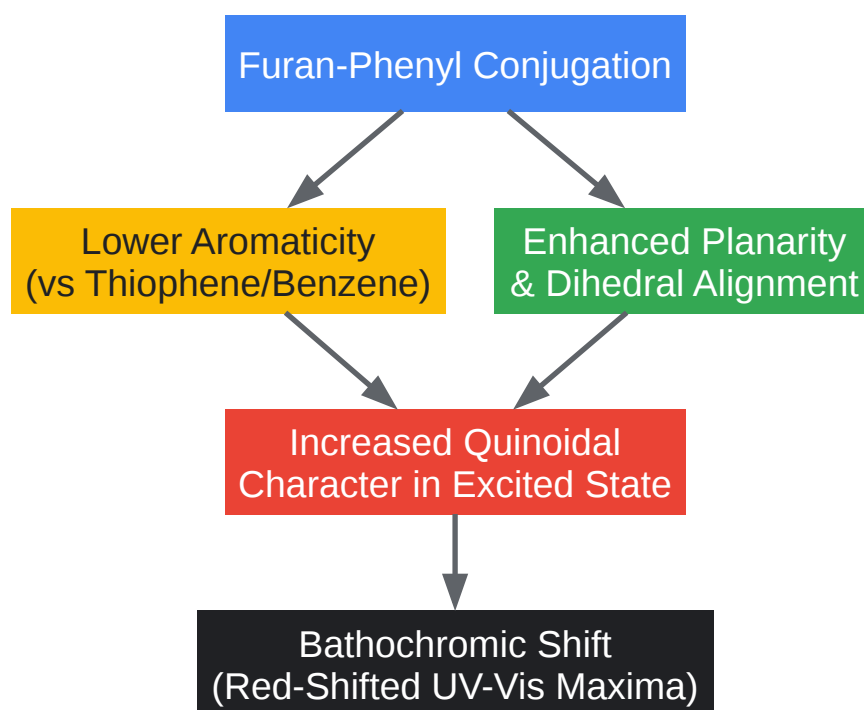 Furan-Phenyl Conjugation
Lower Aromaticity
(vs Thiophene/Benzene)
Enhanced Planarity
& Dihedral Alignment
Increased Quinoidal
Character in Excited State
Bathochromic Shift
(Red-Shifted UV-Vis Maxima)